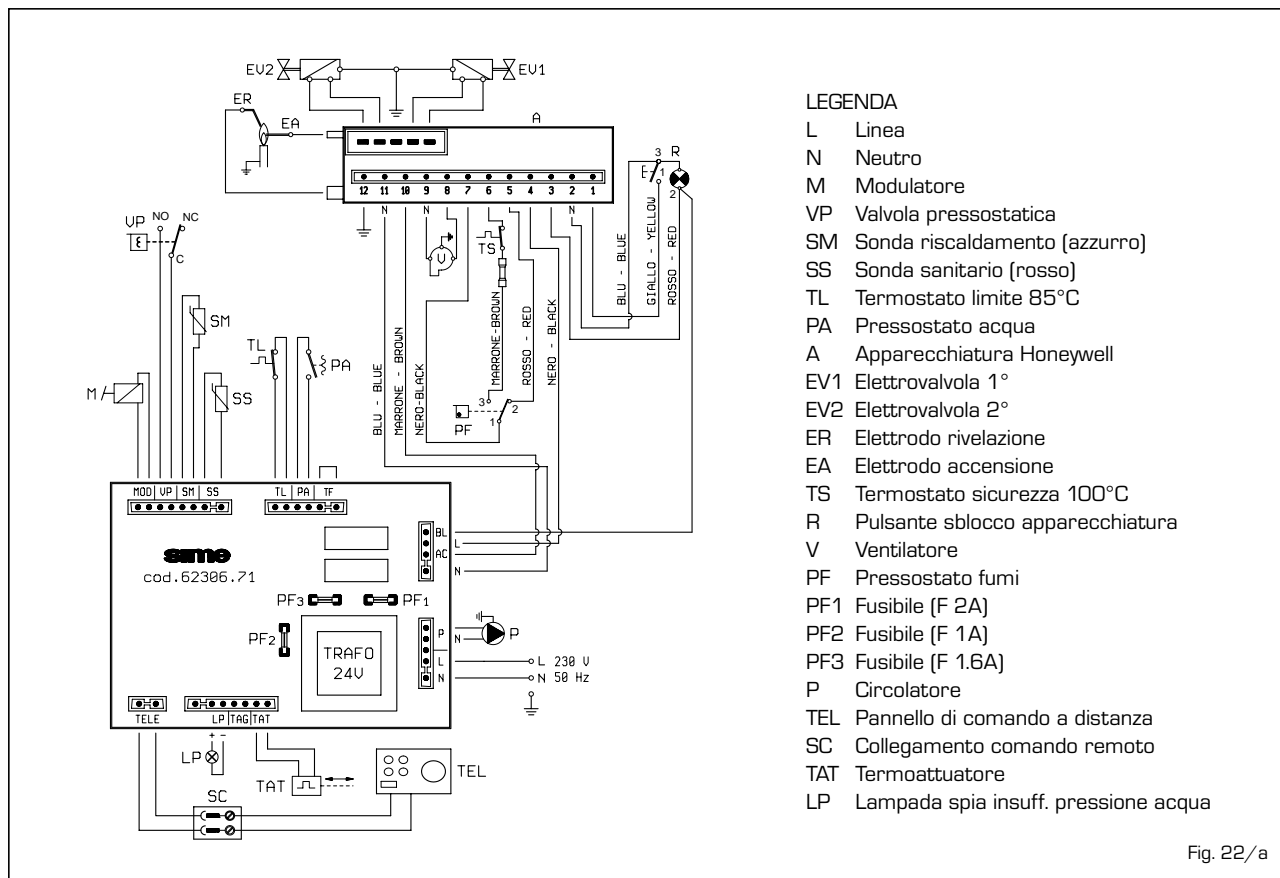 EV2
EV1
ER
EA
A
12 11 10 9 8 7 6 5 4 3 2 1
N N N
3 R
1
2
VP
NO NC
C
TS
V
BLU - BLUE
GIALLO - YELLOW
ROSSO - RED
SM
SS
TL
PA
M
BLU - BLUE
MARRONE - BROWN
NERO-BLACK
MARRONE-BROWN
ROSSO - RED
NERO - BLACK
3
2
1
PF
MOD VP SM SS
TL PA TF
sime
cod.62306.71
BL
L
AC
N
PF3
PF1
PF2
TRAFO
24V
P
N
L
N
P
L 230 V
N 50 Hz
TELE
LP TAG TAT
+ -
LP
TAT
TEL
SC
LEGENDA
L Linea
N Neutro
M Modulatore
VP Valvola pressostatica
SM Sonda riscaldamento (azzurro)
SS Sonda sanitario (rosso)
TL Termostato limite 85°C
PA Pressostato acqua
A Apparecchiatura Honeywell
EV1 Elettrovalvola 1°
EV2 Elettrovalvola 2°
ER Elettrodo rivelazione
EA Elettrodo accensione
TS Termostato sicurezza 100°C
R Pulsante sblocco apparecchiatura
V Ventilatore
PF Pressostato fumi
PF1 Fusibile (F 2A)
PF2 Fusibile (F 1A)
PF3 Fusibile (F 1.6A)
P Circolatore
TEL Pannello di comando a distanza
SC Collegamento comando remoto
TAT Termoattuatore
LP Lampada spia insuff. pressione acqua
Fig. 22/a